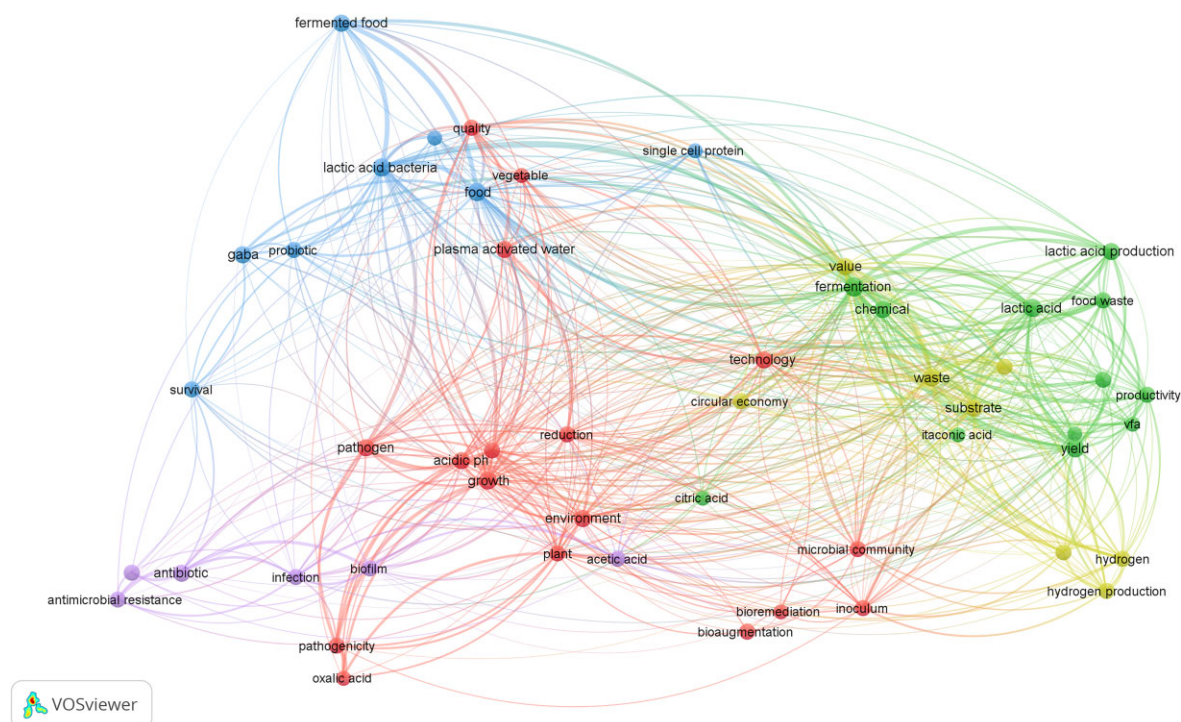 fermented food
quality
lactic acid bacteria
single cell protein
vegetable
food
plasma activated water
gaba
probiotic
lactic acid production
value
fermentation
food waste
chemical
lactic acid
technology
waste
survival
productivity
circular economy
substrate
vfa
reduction
itaconic acid
pathogen
yield
acidic ph
growth
citric acid
environment
microbial community
plant
acetic acid
hydrogen
biofilm
antibiotic
infection
hydrogen production
antimicrobial resistance
inoculum
bioremediation
bioaugmentation
pathogenicity
oxalic acid
VOSviewer